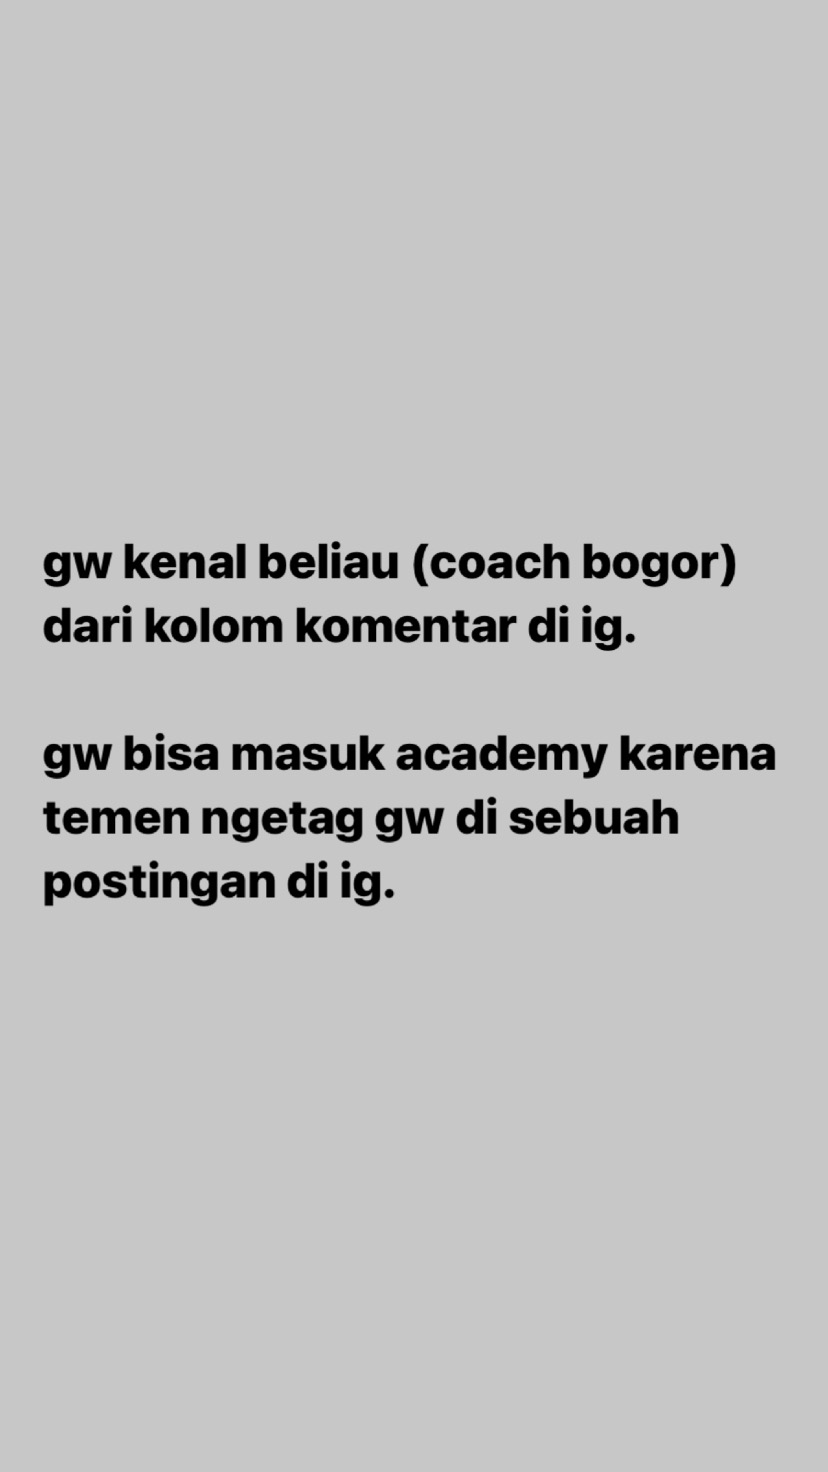 gw kenal beliau (coach bogor)
dari kolom komentar di ig.
gw bisa masuk academy karena
temen ngetag gw di sebuah
postingan di ig.